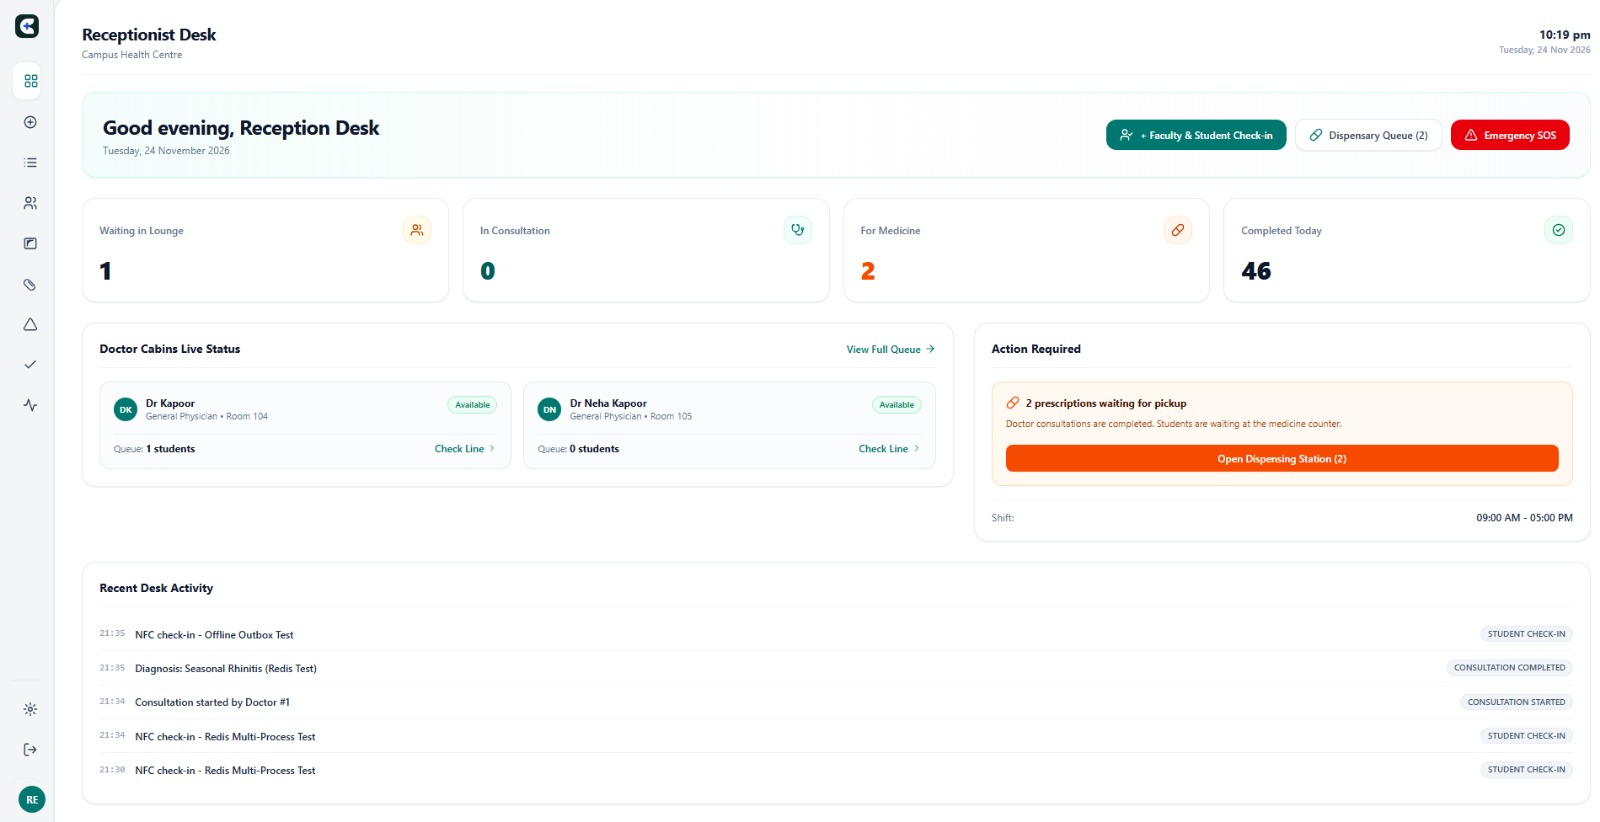 Receptionist Desk
Campus Health Centre
10:19 pm
Tuesday, 24 Nov 2026
Good evening, Reception Desk
Tuesday, 24 November 2026
+ Faculty & Student Check-in
Dispensary Queue (2)
Emergency SOS
Waiting in Lounge
1
In Consultation
0
For Medicine
2
Completed Today
46
Doctor Cabins Live Status
View Full Queue →
DK
Dr Kapoor
General Physician • Room 104
Available
Queue: 1 students
Check Line >
DN
Dr Neha Kapoor
General Physician • Room 105
Available
Queue: 0 students
Check Line >
Action Required
2 prescriptions waiting for pickup
Doctor consultations are completed. Students are waiting at the medicine counter.
Open Dispensing Station (2)
Shift: 09:00 AM - 05:00 PM
Recent Desk Activity
21:35 NFC check-in - Offline Outbox Test STUDENT CHECK-IN
21:35 Diagnosis: Seasonal Rhinitis (Redis Test) CONSULTATION COMPLETED
21:34 Consultation started by Doctor #1 CONSULTATION STARTED
21:34 NFC check-in - Redis Multi-Process Test STUDENT CHECK-IN
21:30 NFC check-in - Redis Multi-Process Test STUDENT CHECK-IN
RE